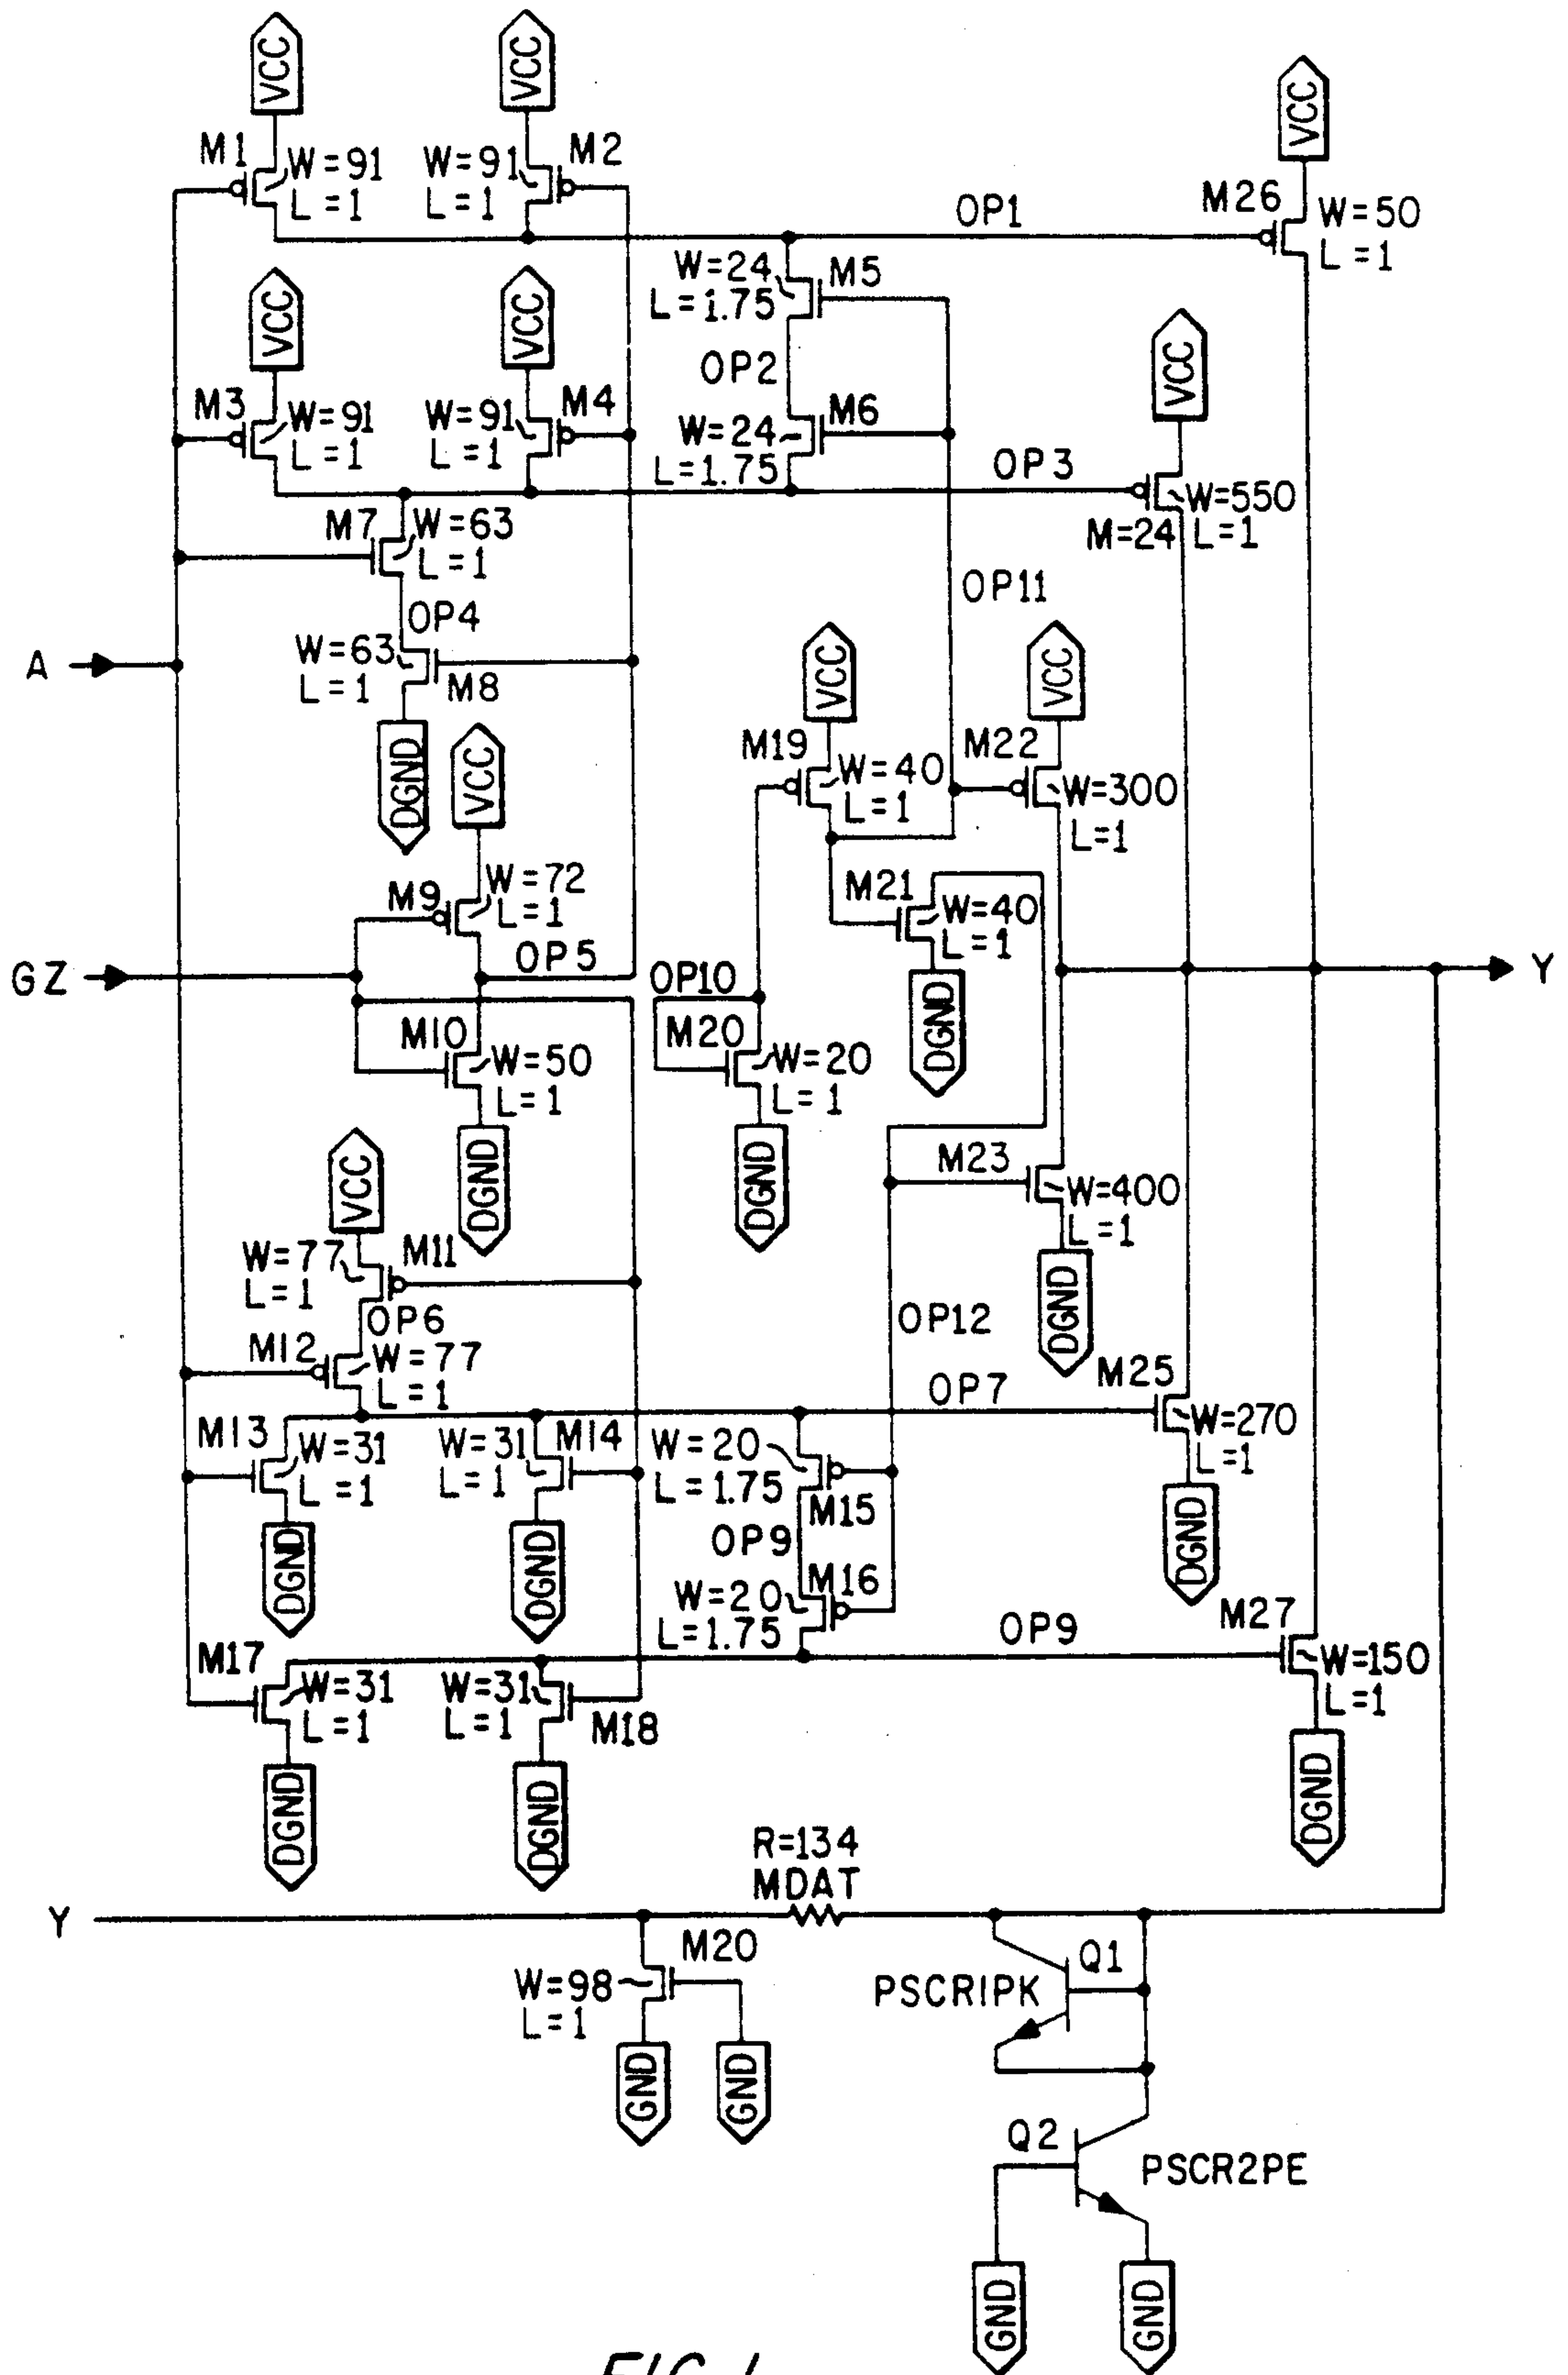 VCC
VCC
VCC
M1
W=91
L=1
W=91
L=1
M2
OP1
M26
W=50
L=1
VCC
VCC
W=24
L=1.75
M5
OP2
VCC
M3
W=91
L=1
W=91
L=1
M4
W=24
L=1.75
M6
OP3
W=550
L=1
M=24
M7
W=63
L=1
OP11
OP4
A
W=63
L=1
M8
VCC
VCC
DGND
VCC
M19
W=40
L=1
M22
W=300
L=1
M9
W=72
L=1
M21
W=40
L=1
GZ
OP5
OP10
Y
DGND
M10
W=50
L=1
M20
W=20
L=1
VCC
DGND
DGND
M23
W=400
L=1
W=77
L=1
M11
DGND
OP6
OP12
M12
W=77
L=1
OP7
M25
W=270
L=1
M13
W=31
L=1
W=31
L=1
M14
W=20
L=1.75
M15
DGND
DGND
OP9
DGND
W=20
L=1.75
M16
OP9
M27
W=150
L=1
M17
W=31
L=1
W=31
L=1
M18
DGND
DGND
DGND
R=134
MDAT
Y
M20
W=98
L=1
Q1
PSCR1PK
GND
GND
Q2
PSCR2PE
GND
GND
FIG. 1